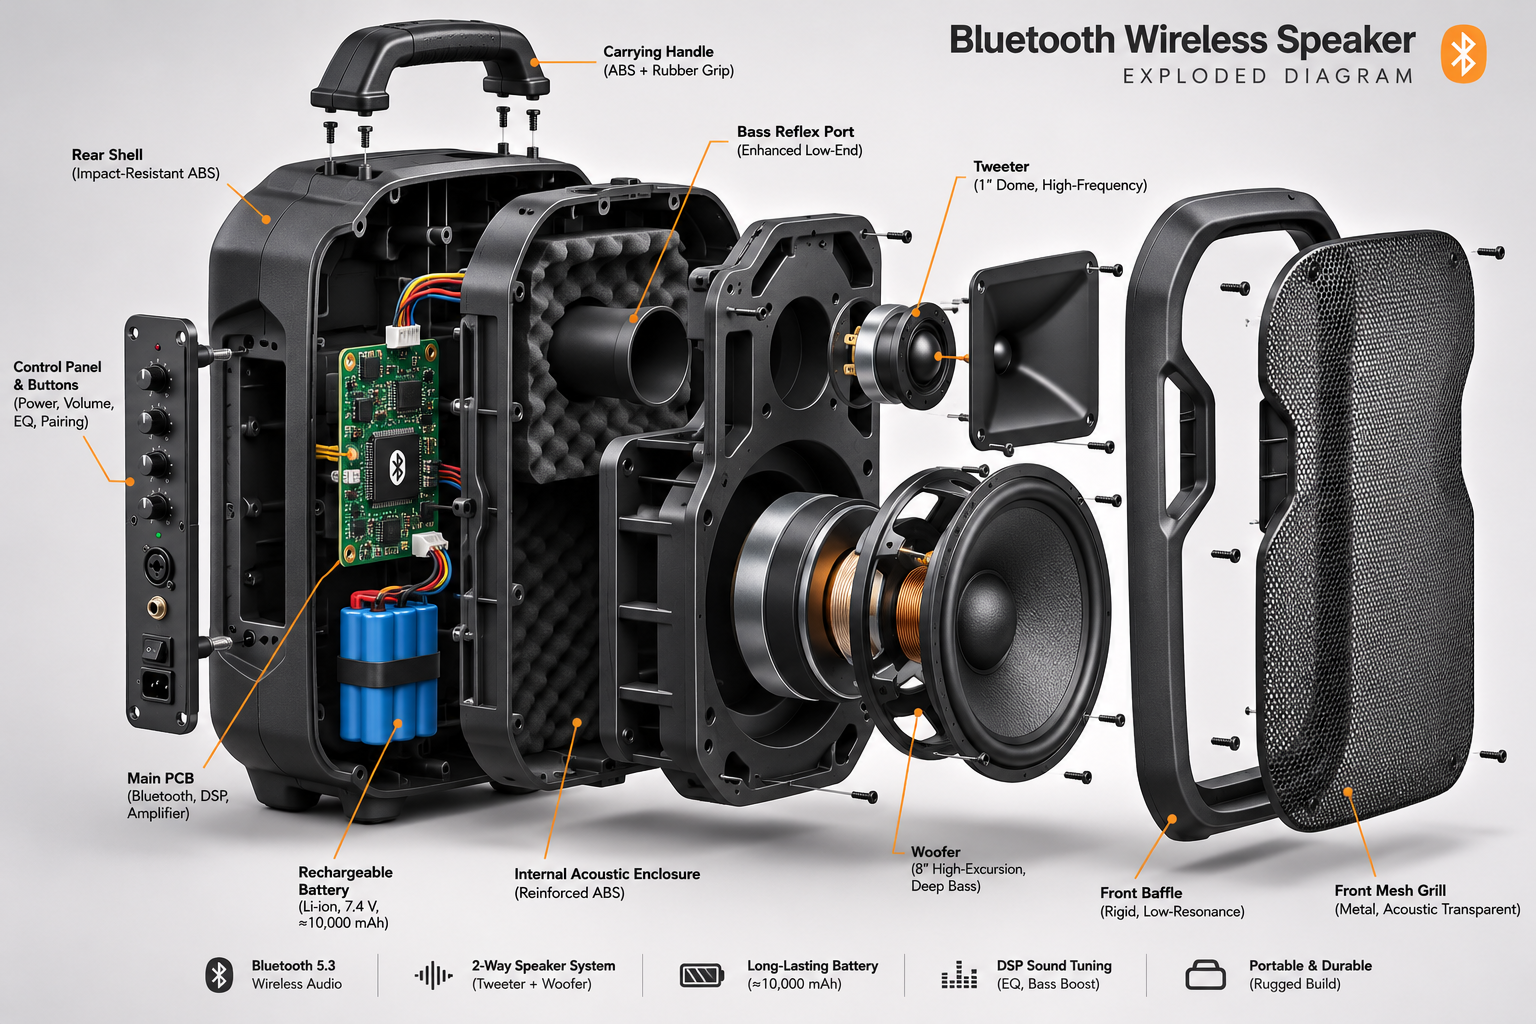 Bluetooth Wireless Speaker
EXPLODED DIAGRAM
Carrying Handle
(ABS + Rubber Grip)
Bass Reflex Port
(Enhanced Low-End)
Rear Shell
(Impact-Resistant ABS)
Tweeter
(1” Dome, High-Frequency)
Control Panel
& Buttons
(Power, Volume,
EQ, Pairing)
Main PCB
(Bluetooth, DSP,
Amplifier)
Rechargeable
Battery
(Li-ion, 7.4 V,
≈10,000 mAh)
Internal Acoustic Enclosure
(Reinforced ABS)
Woofer
(8” High-Excursion,
Deep Bass)
Front Baffle
(Rigid, Low-Resonance)
Front Mesh Grill
(Metal, Acoustic Transparent)
Bluetooth 5.3
Wireless Audio
2-Way Speaker System
(Tweeter + Woofer)
Long-Lasting Battery
(≈10,000 mAh)
DSP Sound Tuning
(EQ, Bass Boost)
Portable & Durable
(Rugged Build)